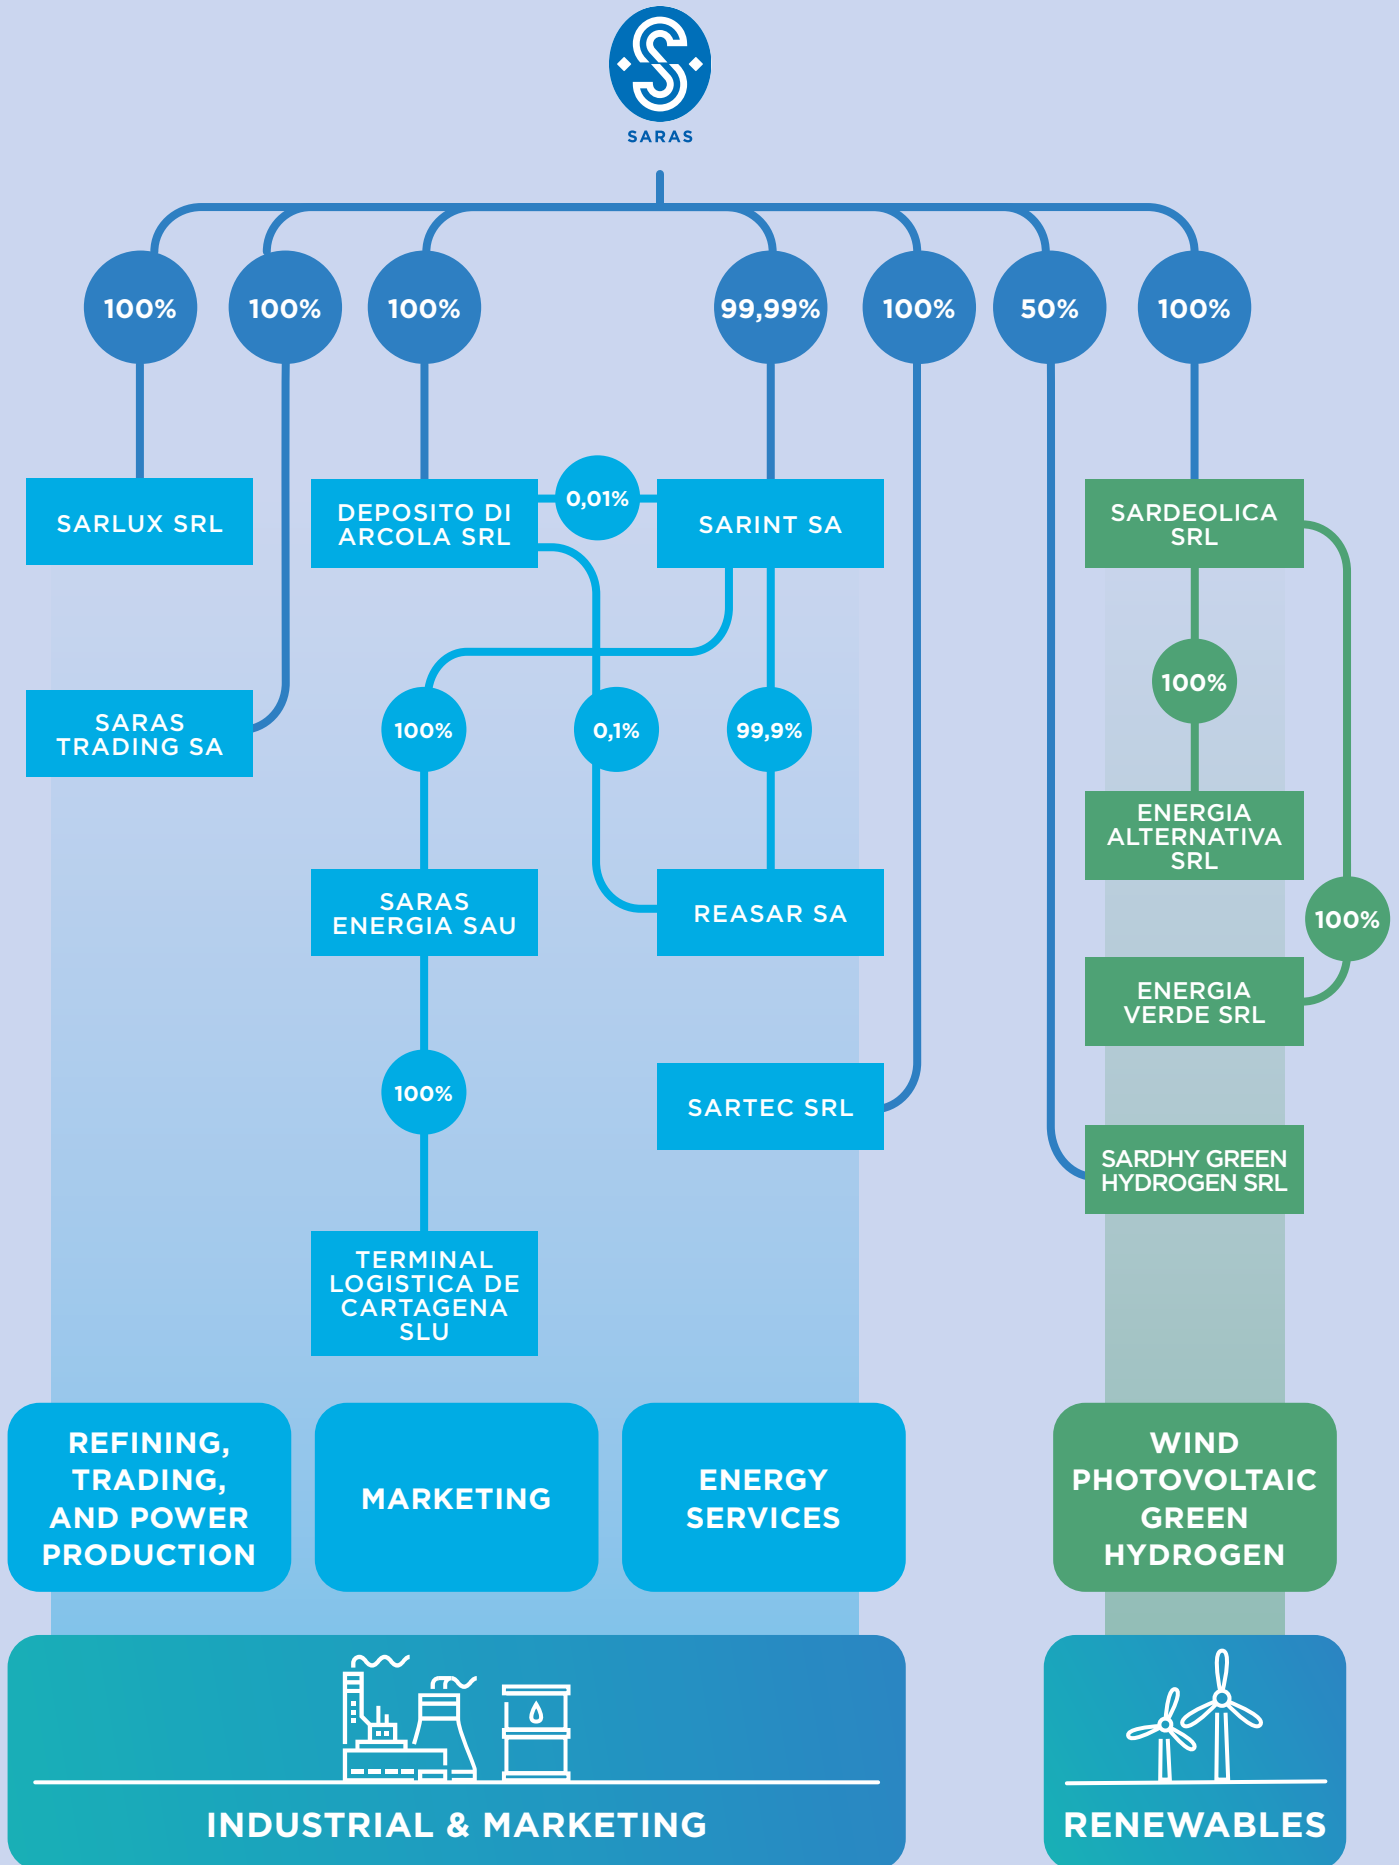 SARAS
100%
100%
100%
99,99%
100%
50%
100%
SARLUX SRL
DEPOSITO DI
ARCOLA SRL
0,01%
SARINT SA
SARDEOLICA
SRL
SARAS
TRADING SA
100%
0,1%
99,9%
100%
ENERGIA
ALTERNATIVA
SRL
SARAS
ENERGIA SAU
REASAR SA
100%
ENERGIA
VERDE SRL
100%
SARTEC SRL
SARDHY GREEN
HYDROGEN SRL
TERMINAL
LOGISTICA DE
CARTAGENA
SLU
REFINING,
TRADING,
AND POWER
PRODUCTION
MARKETING
ENERGY
SERVICES
WIND
PHOTOVOLTAIC
GREEN
HYDROGEN
INDUSTRIAL & MARKETING
RENEWABLES